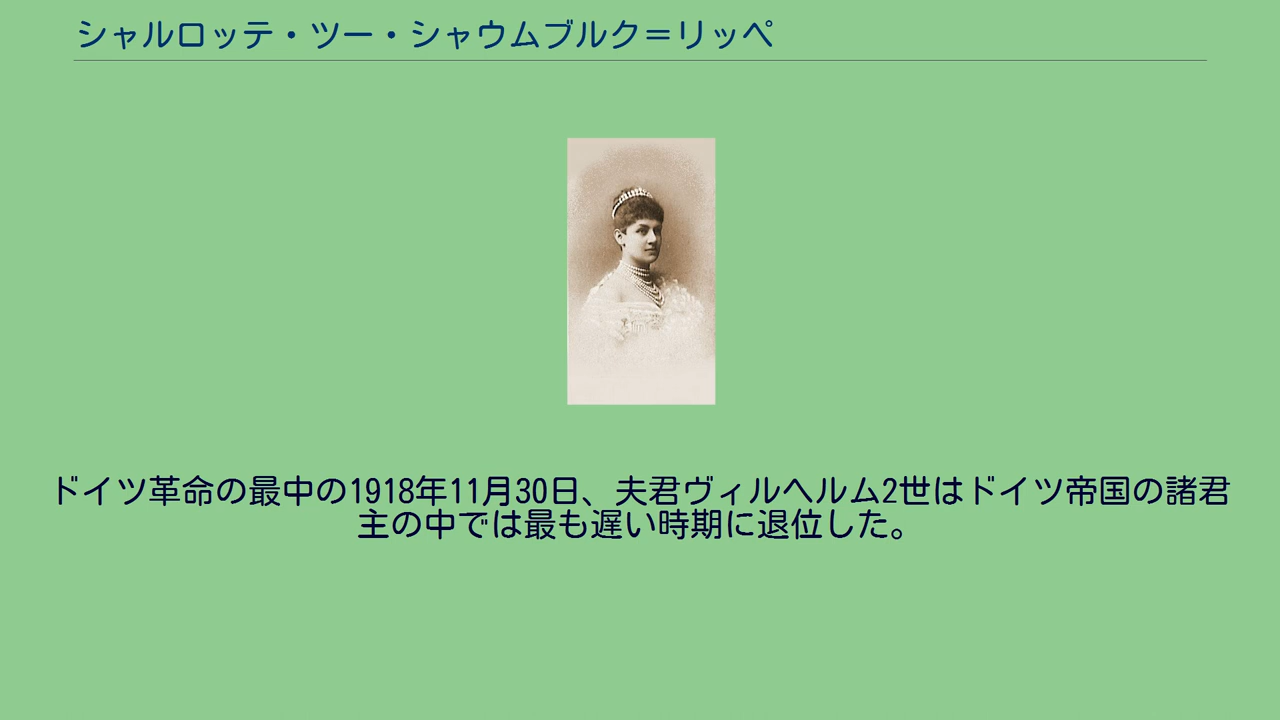 シャルロッテ・ツー・シャウムブルク＝リッペ
ドイツ革命の最中の1918年11月30日、夫君ヴィルヘルム2世はドイツ帝国の諸君
主の中では最も遅い時期に退位した。